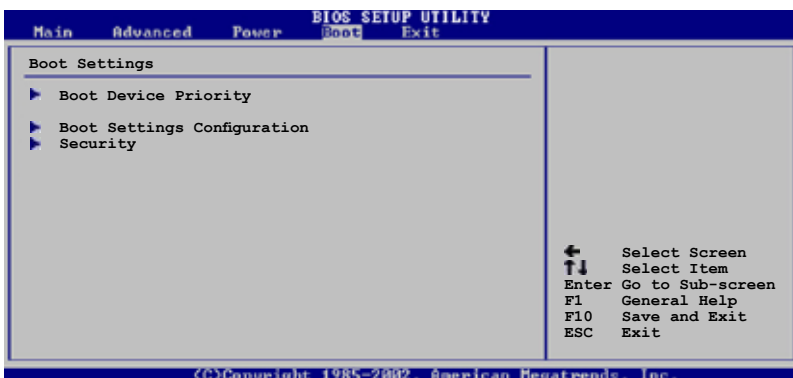 BIOS SETUP UTILITY
Main Advanced Power Boot Exit
Boot Settings
Boot Device Priority
Boot Settings Configuration
Security
← Select Screen
↑↓ Select Item
Enter Go to Sub-screen
F1 General Help
F10 Save and Exit
ESC Exit
(C)Copyright 1985-2002, American Megatrends, Inc.